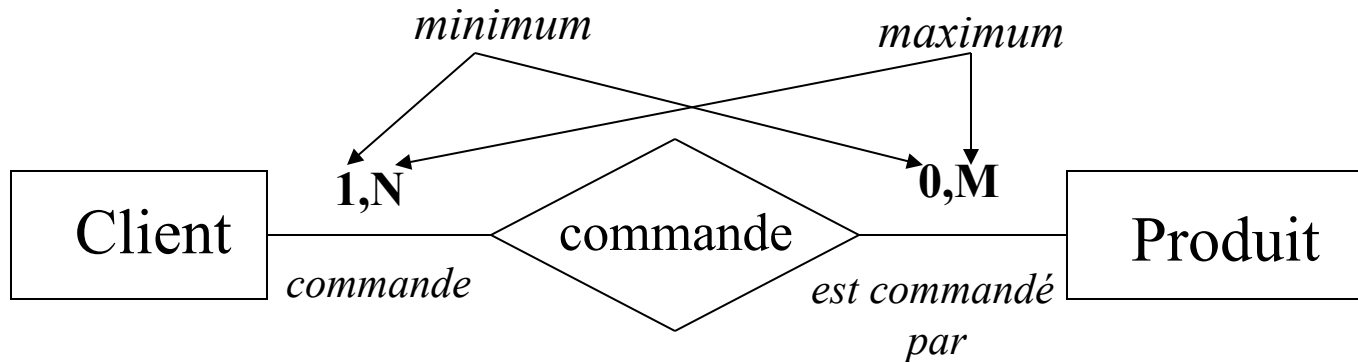 minimum
maximum
1,N
0,M
Client
commande
Produit
commande
est commandé
par